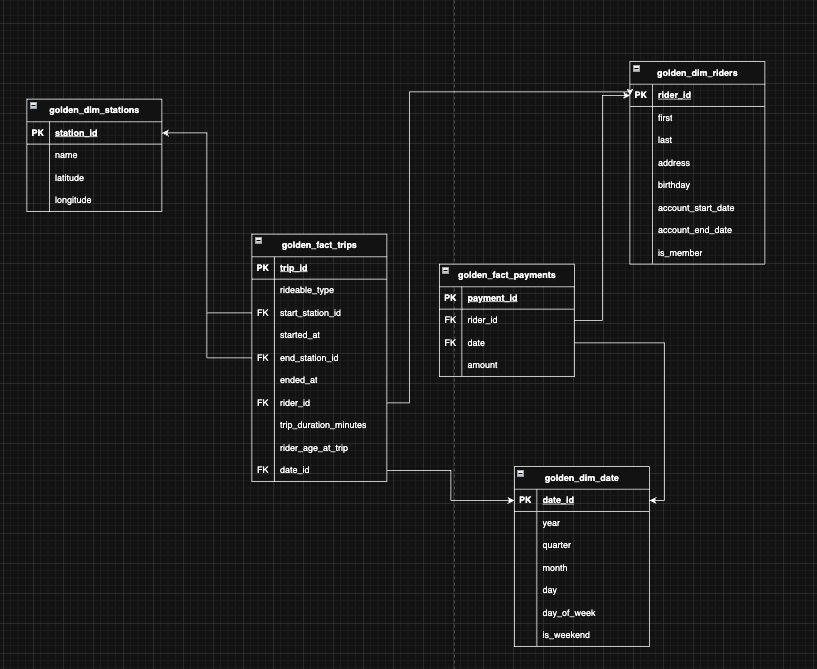 golden_dim_stations
PK station_id
name
latitude
longitude
golden_fact_trips
PK trip_id
rideable_type
FK start_station_id
started_at
FK end_station_id
ended_at
FK rider_id
trip_duration_minutes
rider_age_at_trip
FK date_id
golden_fact_payments
PK payment_id
FK rider_id
FK date
amount
golden_dim_riders
PK rider_id
first
last
address
birthday
account_start_date
account_end_date
is_member
golden_dim_date
PK date_id
year
quarter
month
day
day_of_week
is_weekend